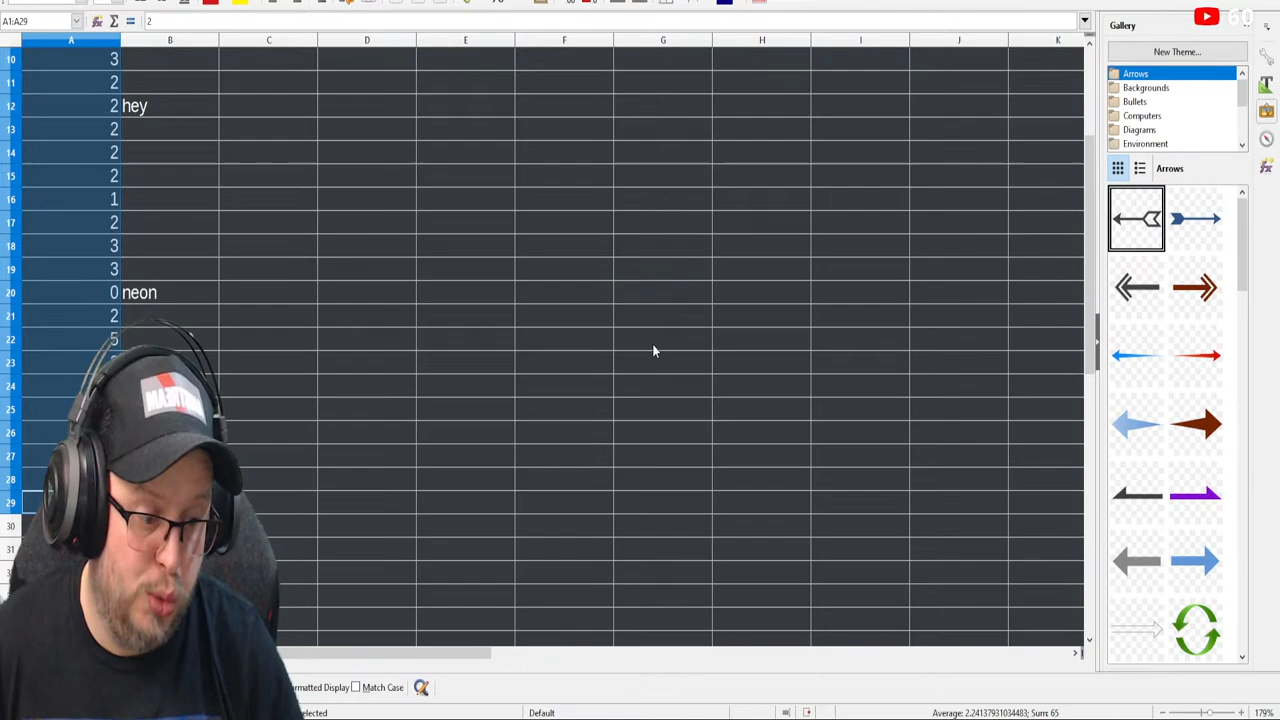 A1:A29
2
60
Gallery
New Theme...
A B C D E F G H I J K
10 3
11 2
12 2 hey
13 2
14 2
15 2
16 1
17 2
18 3
19 3
20 0 neon
21 2
22 5
23
24
25
26
27
28
29
30
31
Arrows
Backgrounds
Bullets
Computers
Diagrams
Environment
Arrows
rmatted Display Match Case
elected
Default
Average: 2.24137931034483; Sum: 65
179%